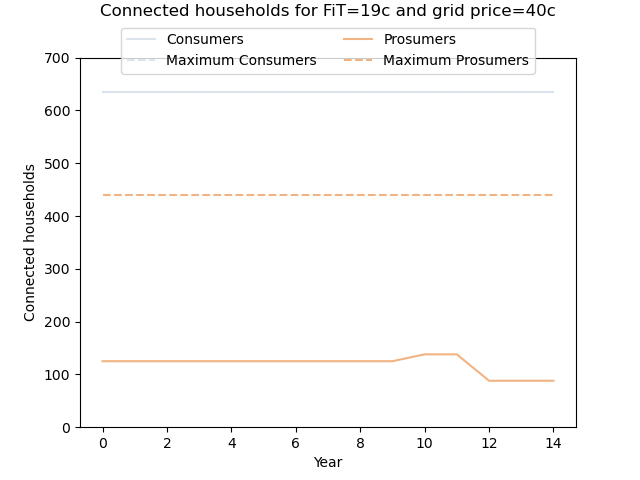 Connected households for FiT=19c and grid price=40c
Consumers
Prosumers
Maximum Consumers
Maximum Prosumers
700
600
500
400
300
200
100
0
Connected households
0 2 4 6 8 10 12 14
Year